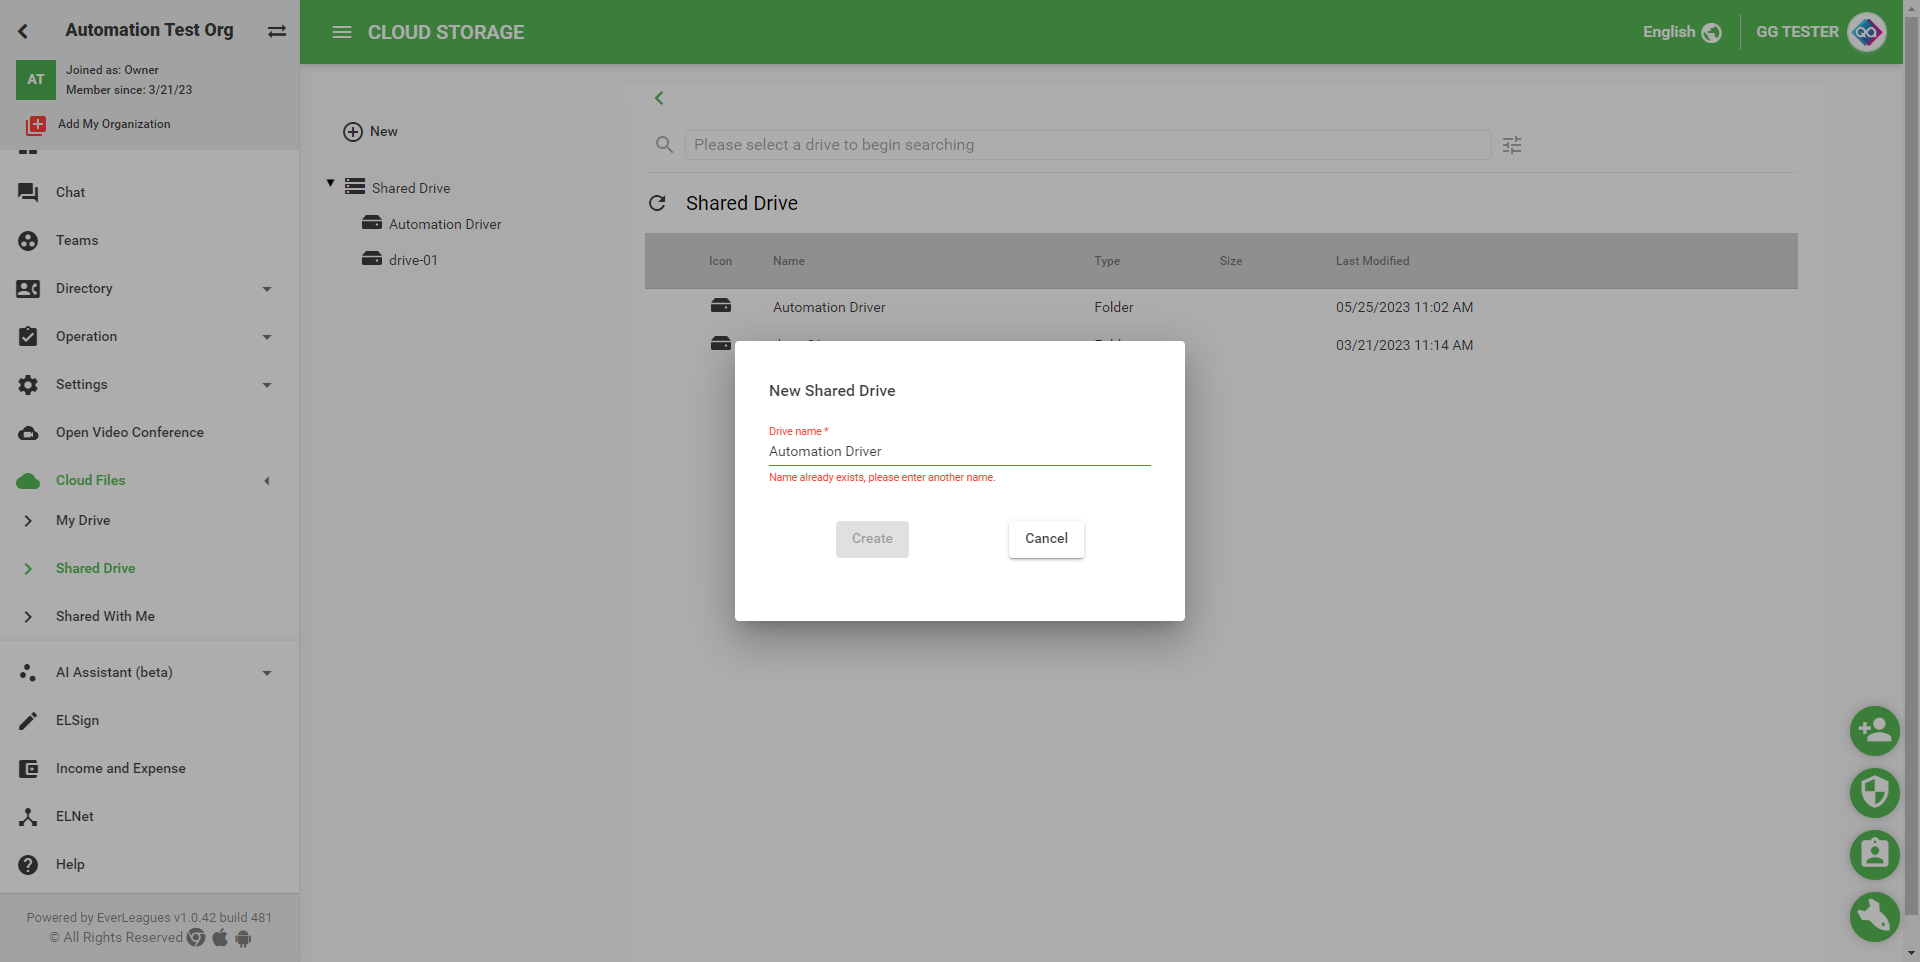 Automation Test Org
AT
Joined as: Owner
Member since: 3/21/23
Add My Organization
Chat
Teams
Directory
Operation
Settings
Open Video Conference
Cloud Files
My Drive
Shared Drive
Shared With Me
AI Assistant (beta)
ELSign
Income and Expense
ELNet
Help
Powered by EverLeagues v1.0.42 build 481
© All Rights Reserved
CLOUD STORAGE
English
GG TESTER
QA
New
Shared Drive
Automation Driver
drive-01
Please select a drive to begin searching
Shared Drive
Icon Name Type Size Last Modified
Automation Driver Folder 05/25/2023 11:02 AM
03/21/2023 11:14 AM
New Shared Drive
Drive name *
Automation Driver
Name already exists, please enter another name.
Create Cancel